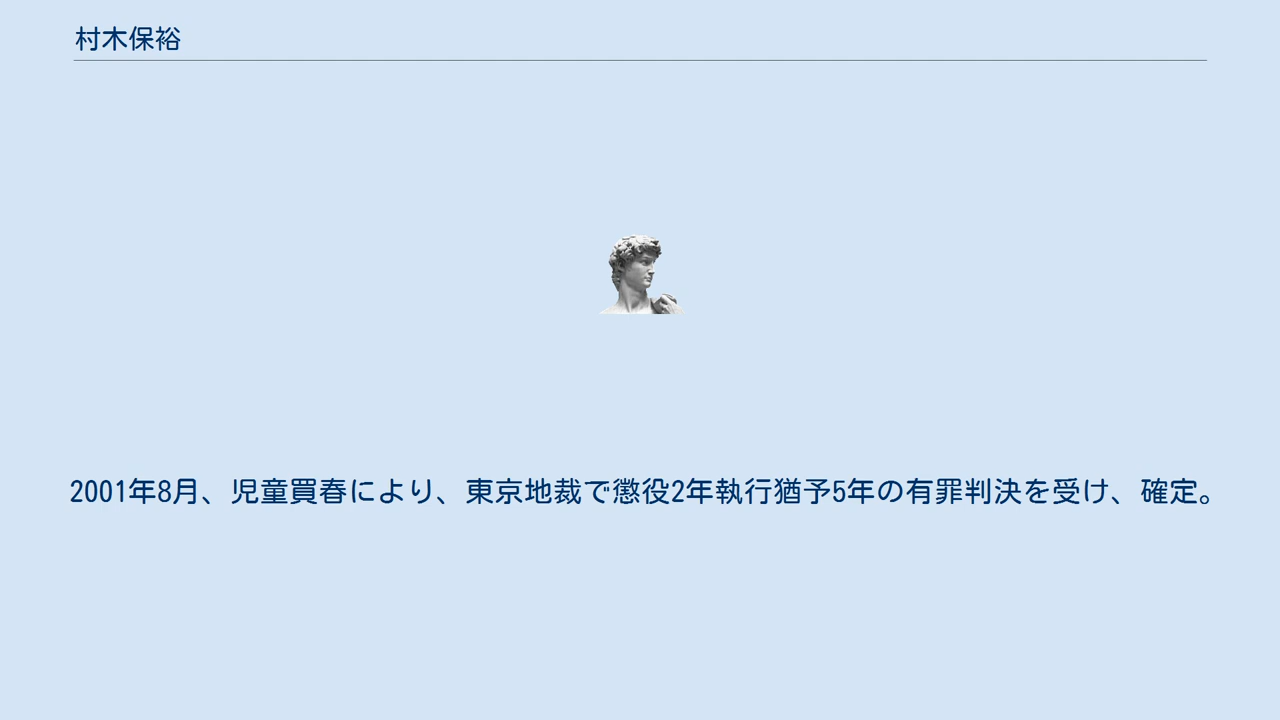 村木保裕
2001年8月、児童買春により、東京地裁で懲役2年執行猶予5年の有罪判決を受け、確定。